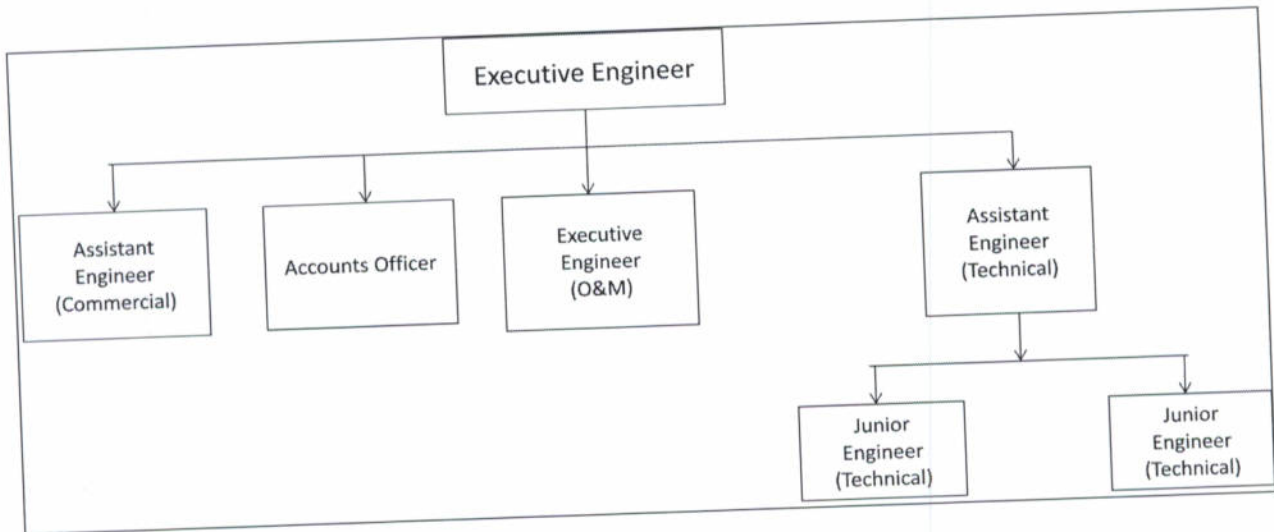 Executive Engineer
Assistant
Engineer
(Commercial)
Accounts Officer
Executive
Engineer
(O&M)
Assistant
Engineer
(Technical)
Junior
Engineer
(Technical)
Junior
Engineer
(Technical)